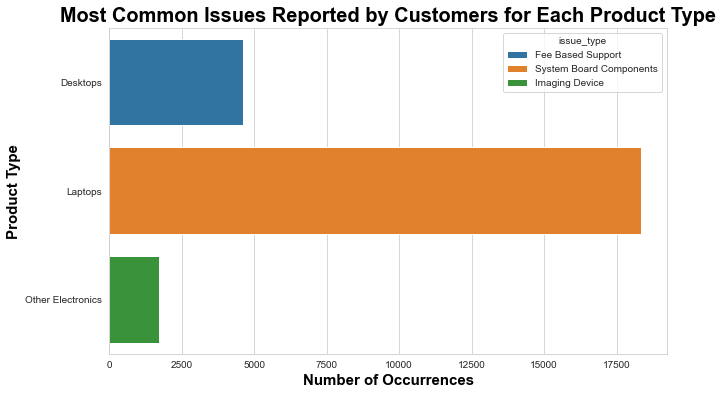 Most Common Issues Reported by Customers for Each Product Type
issue_type
Fee Based Support
System Board Components
Imaging Device
Product Type
Desktops
Laptops
Other Electronics
0 2500 5000 7500 10000 12500 15000 17500
Number of Occurrences